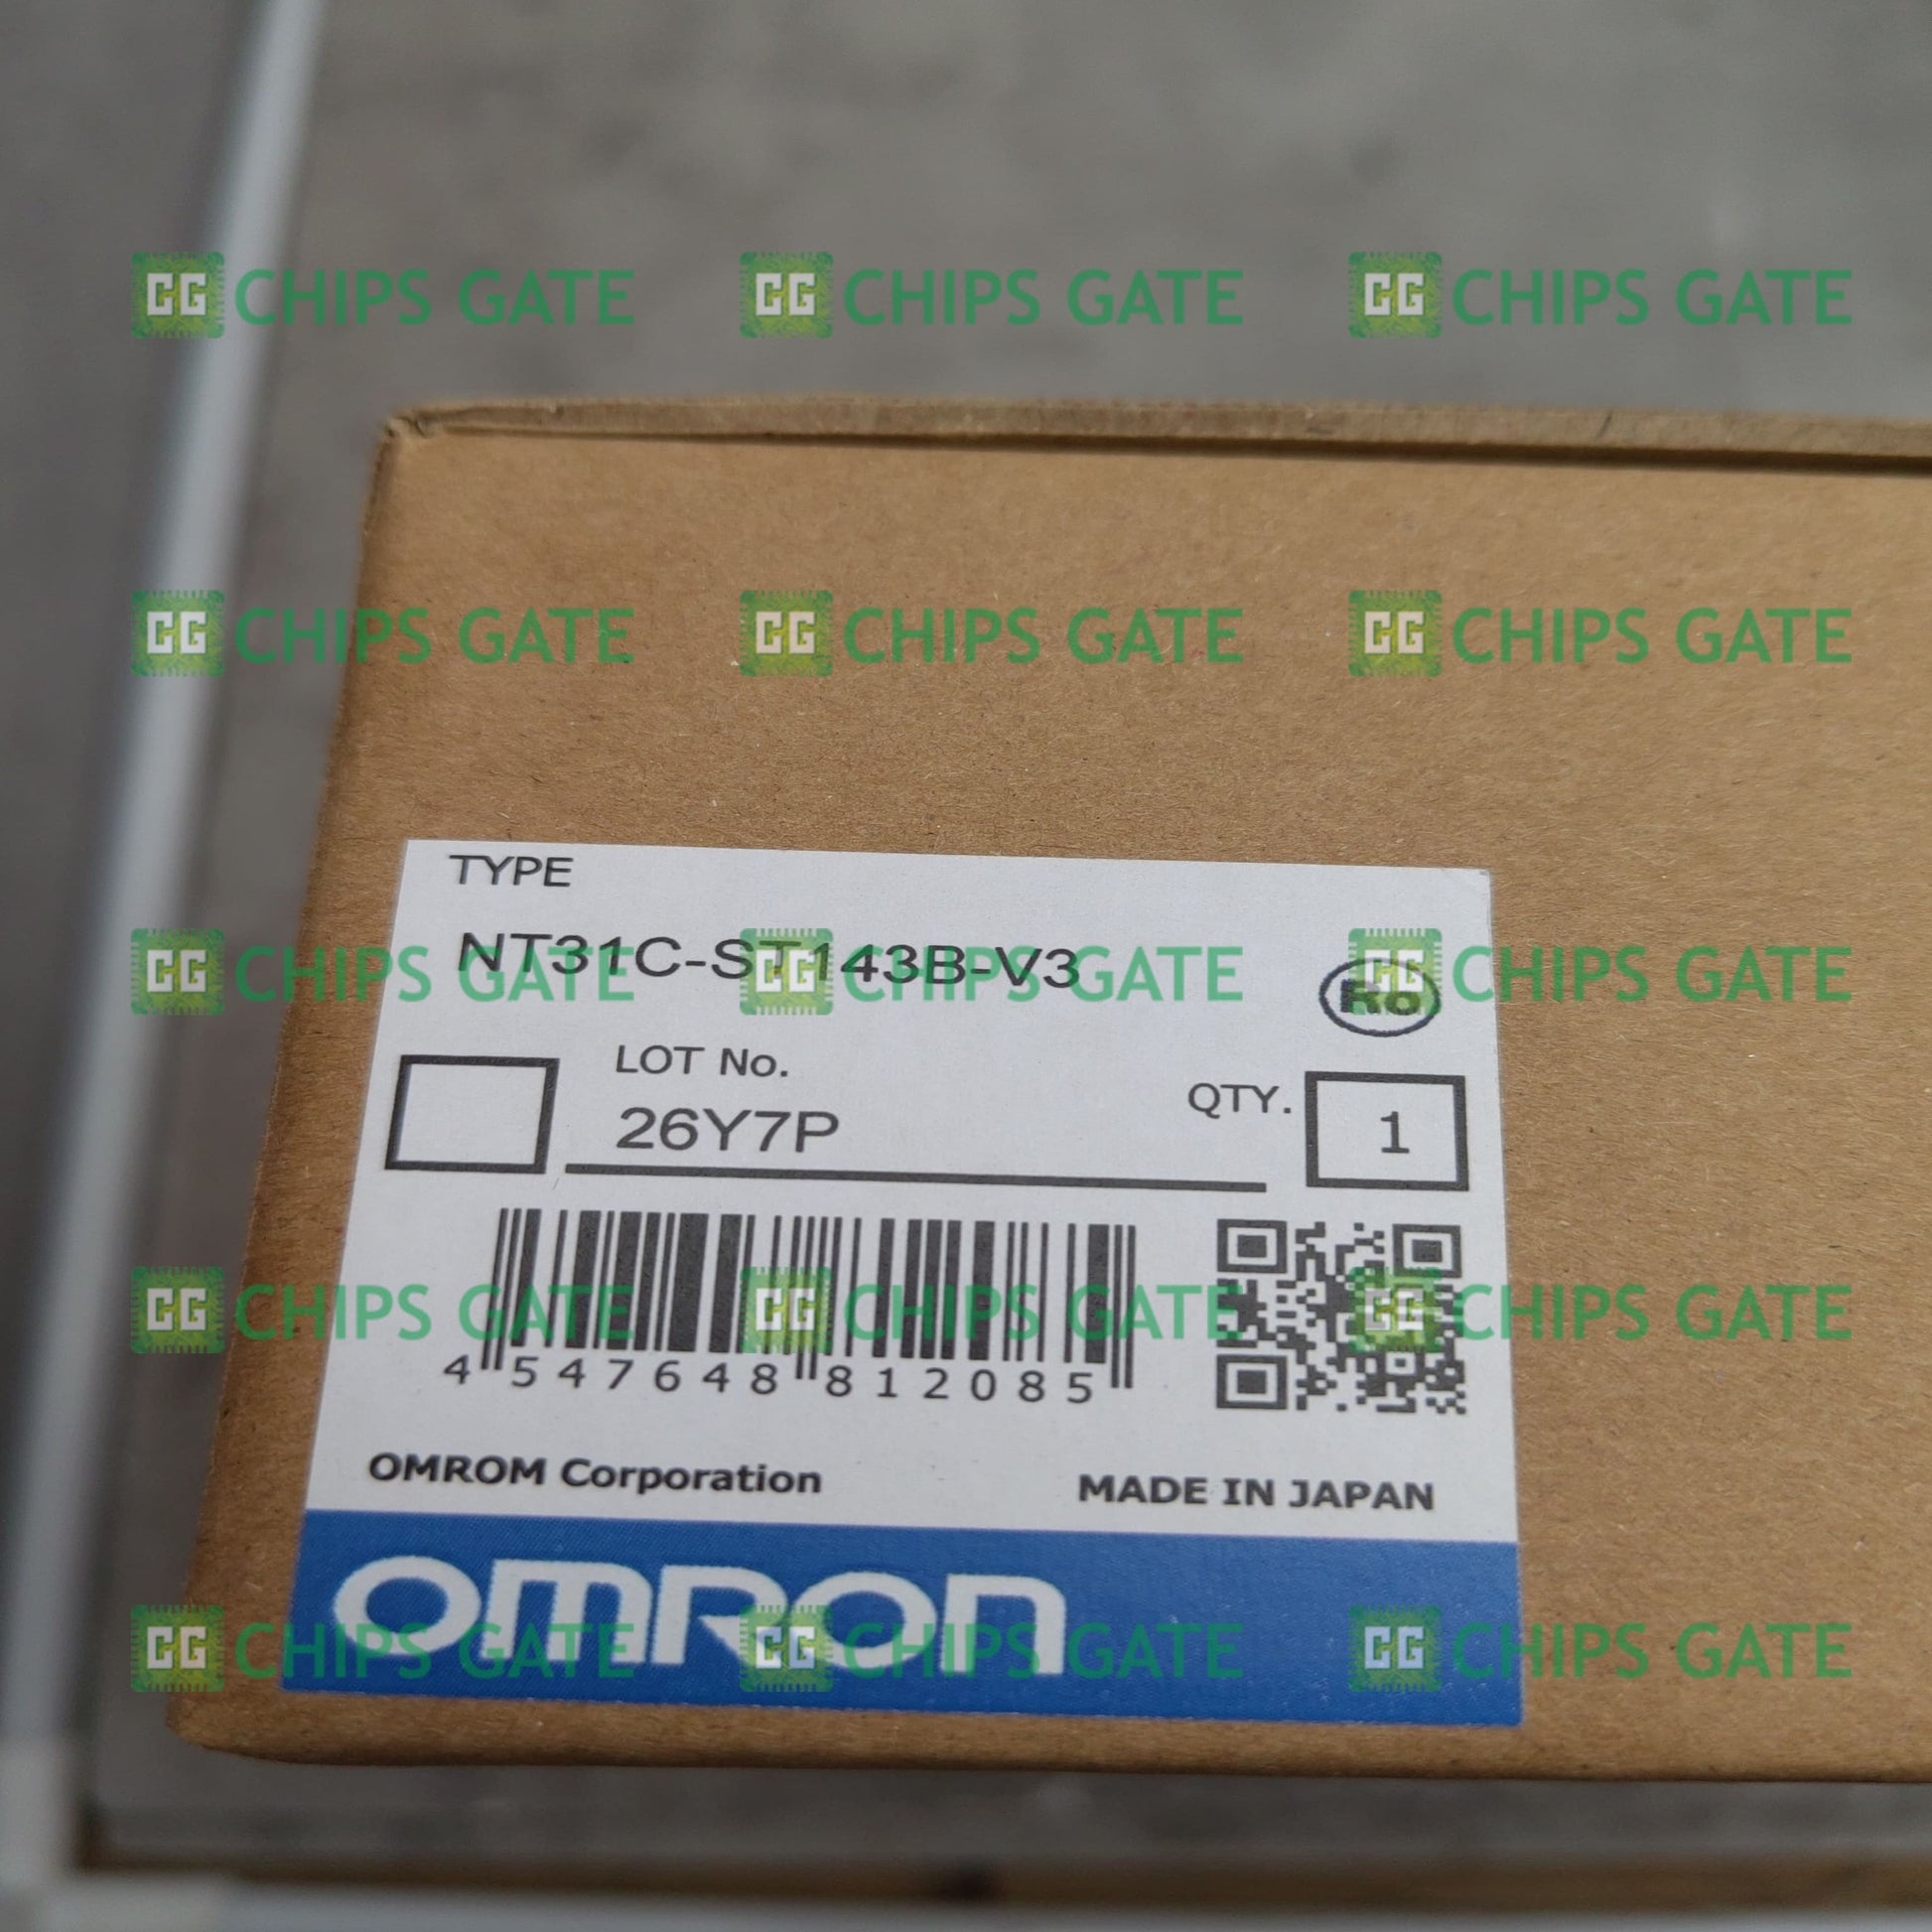 CG CHIPS GATE CG CHIPS GATE CG CHIPS GATE
CG CHIPS GATE CG CHIPS GATE CG CHIPS GATE
TYPE
NT31C-ST143B-V3
Ro
CG CHIPS GATE CG CHIPS GATE CG CHIPS GATE
LOT No.
26Y7P
QTY. 1
CG CHIPS GATE CG CHIPS GATE CG CHIPS GATE
4 547648 812085
OMROM Corporation
MADE IN JAPAN
OMRON
CG CHIPS GATE CG CHIPS GATE CG CHIPS GATE